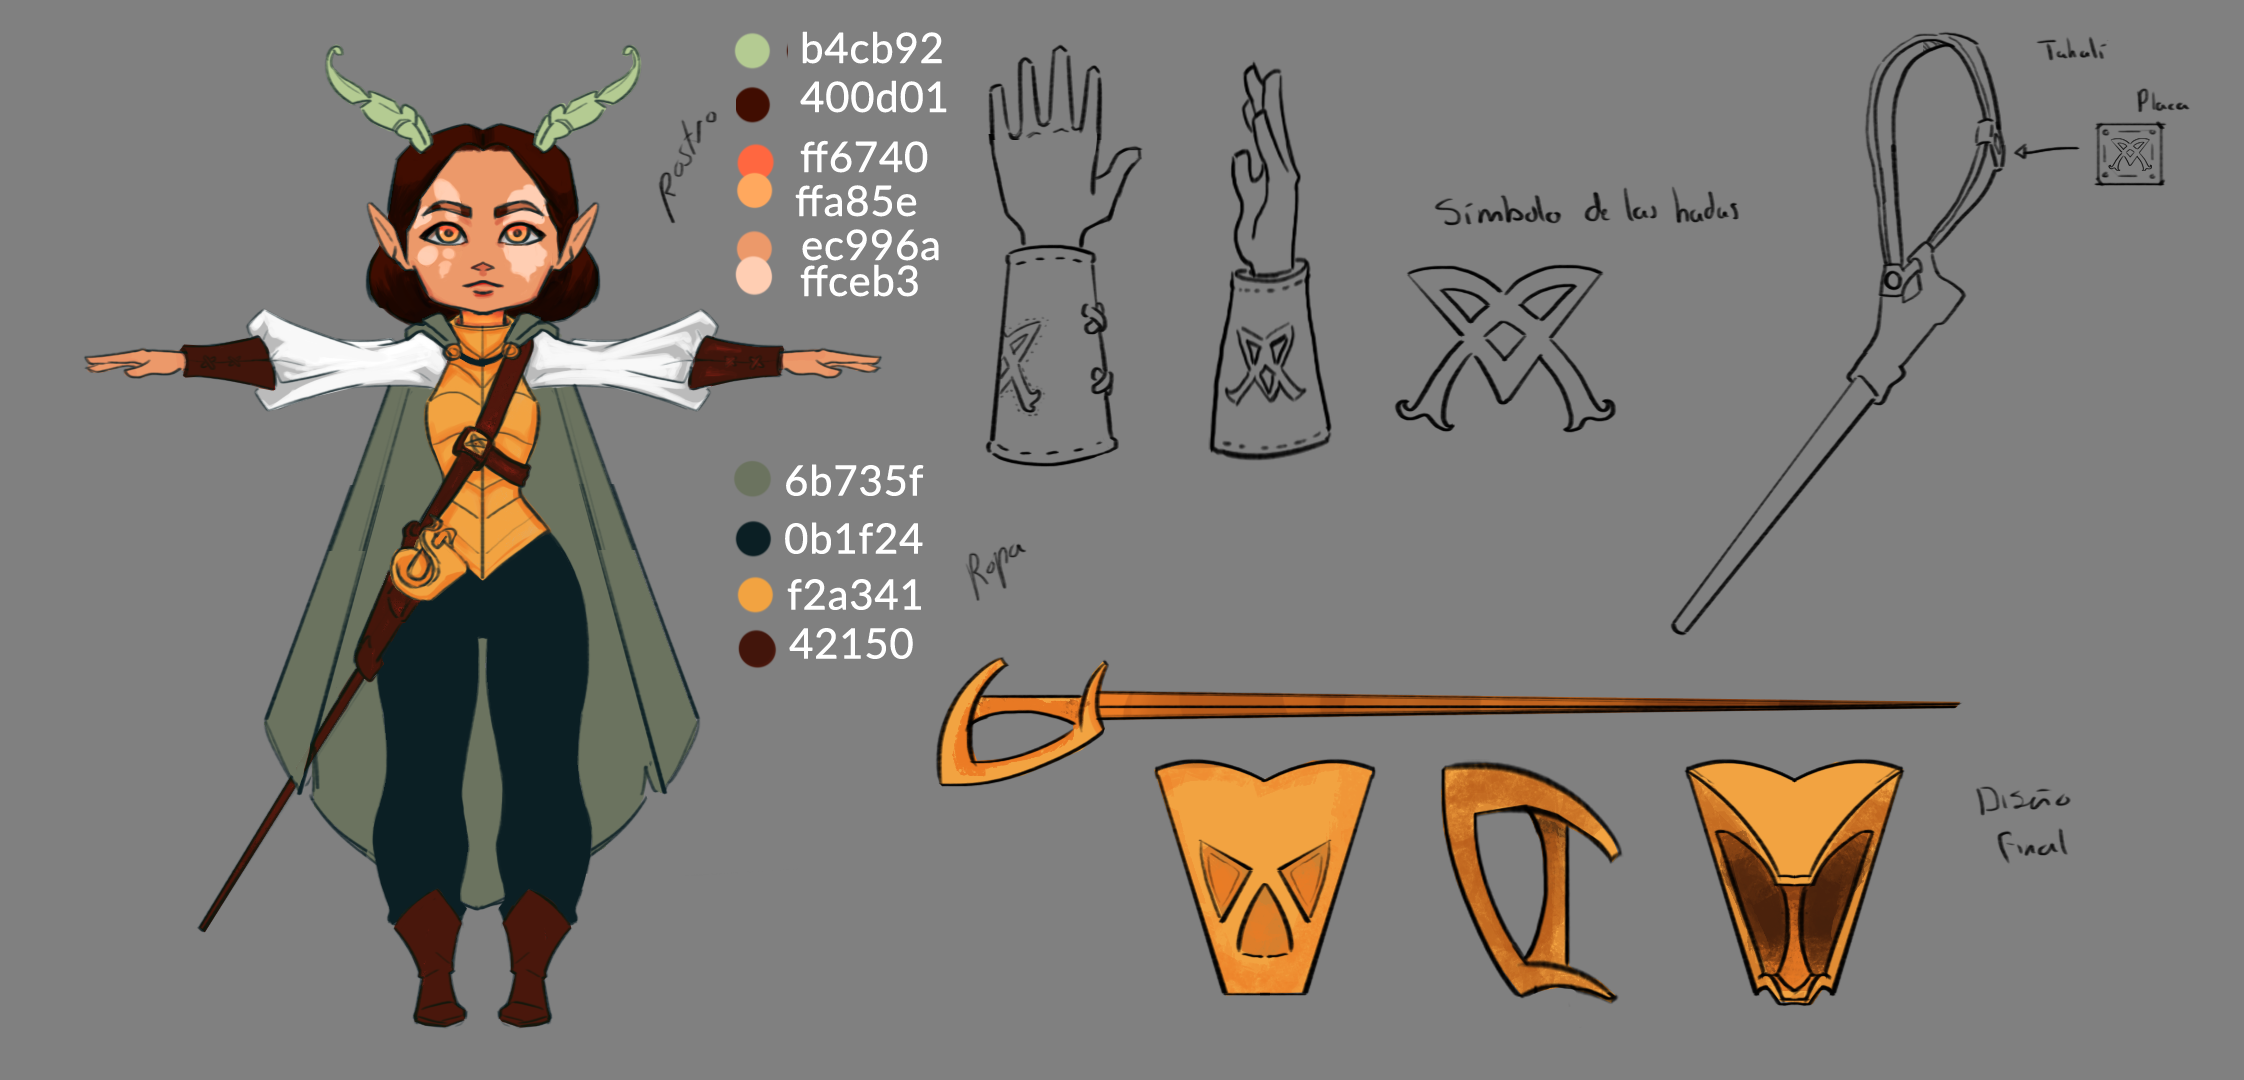 Rostro
b4cb92
400d01
ff6740
ffa85e
ec996a
ffceb3
6b735f
0b1f24
f2a341
42150
Ropa
Símbolo de las hadas
Tahalí
Placa
Diseño
Final